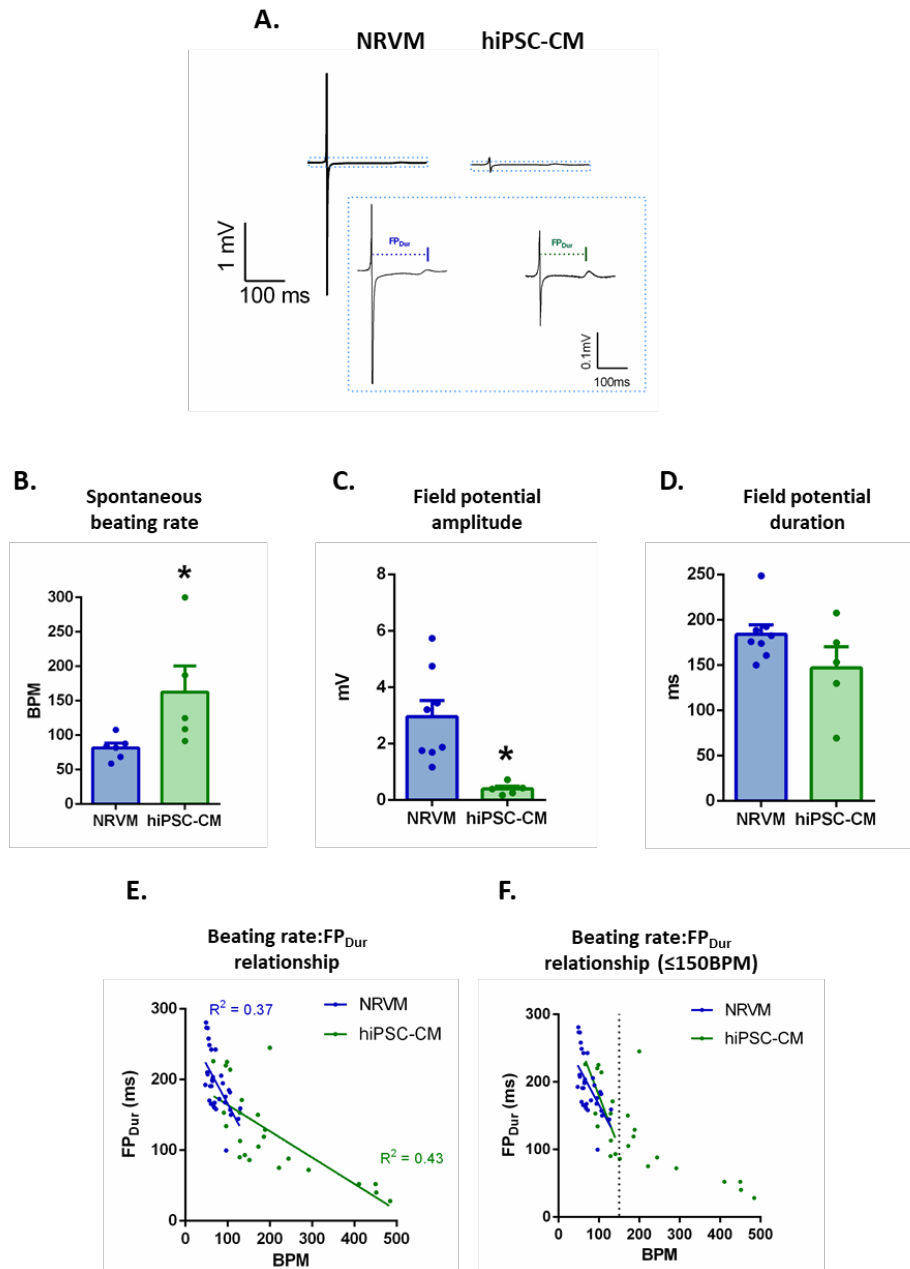 A.
NRVM hiPSC-CM
1 mV
100 ms
FPDur
FPDur
0.1mV
100ms
B.
Spontaneous
beating rate
*
BPM
300
250
200
150
100
50
0
NRVM hiPSC-CM
C.
Field potential
amplitude
mV
8
6
4
2
0
*
NRVM hiPSC-CM
D.
Field potential
duration
ms
250
200
150
100
50
0
NRVM hiPSC-CM
E.
Beating rate:FPDur
relationship
R² = 0.37
NRVM
hiPSC-CM
R² = 0.43
FPDur (ms)
300
200
100
0
0 100 200 300 400 500
BPM
F.
Beating rate:FPDur
relationship (≤150BPM)
NRVM
hiPSC-CM
FPDur (ms)
300
200
100
0
0 100 200 300 400 500
BPM